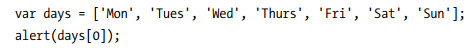 var days = ['Mon', 'Tues', 'Wed', 'Thurs', 'Fri', 'Sat', 'Sun'];
alert(days[0]);